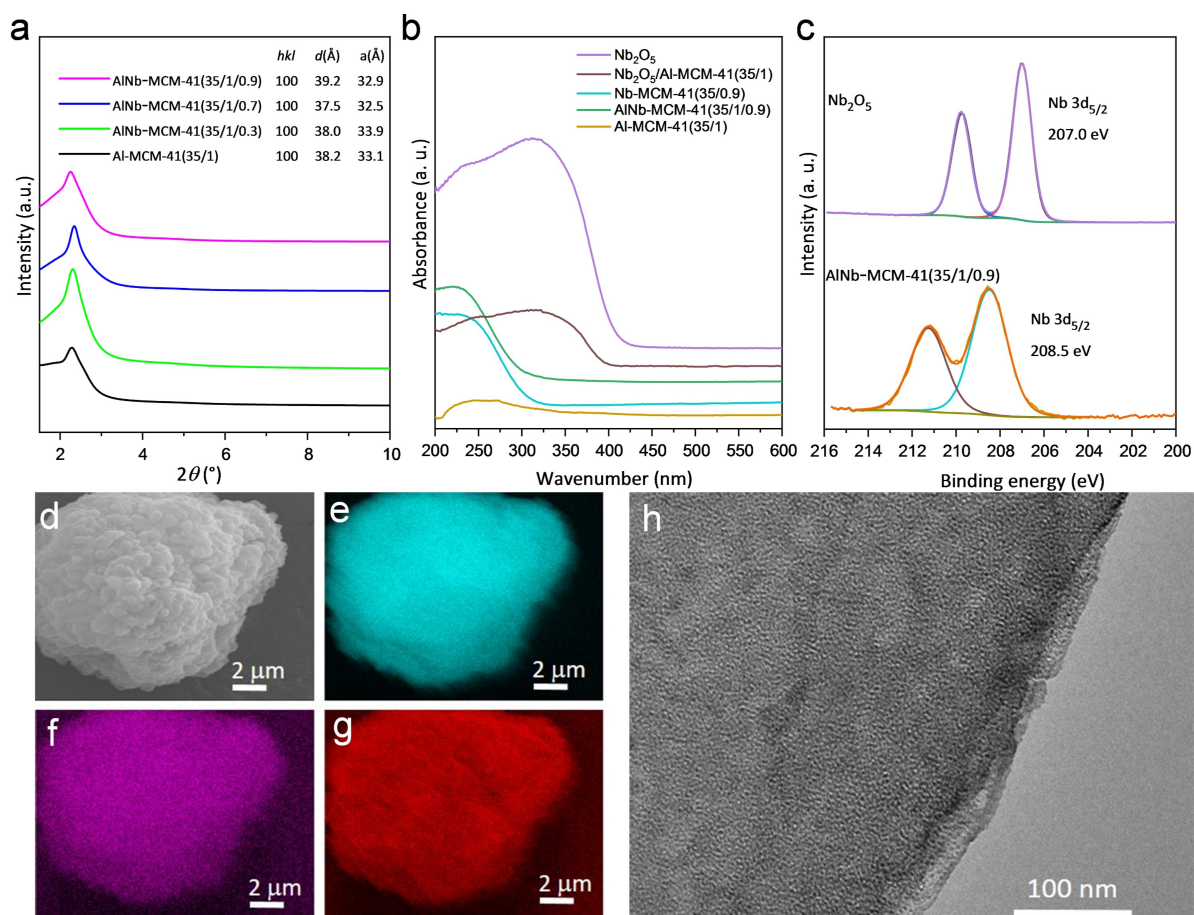 a
hkl d(Å) a(Å)
AlNb-MCM-41(35/1/0.9) 100 39.2 32.9
AlNb-MCM-41(35/1/0.7) 100 37.5 32.5
AlNb-MCM-41(35/1/0.3) 100 38.0 33.9
Al-MCM-41(35/1) 100 38.2 33.1
Intensity (a.u.)
2 4 6 8 10
2θ (°)
b
Nb₂O₅
Nb₂O₅/Al-MCM-41(35/1)
Nb-MCM-41(35/0.9)
AlNb-MCM-41(35/1/0.9)
Al-MCM-41(35/1)
Absorbance (a. u.)
200 250 300 350 400 450 500 550 600
Wavenumber (nm)
c
Nb₂O₅
Nb 3d₅/₂
207.0 eV
AlNb-MCM-41(35/1/0.9)
Nb 3d₅/₂
208.5 eV
Intensity (a.u.)
216 214 212 210 208 206 204 202 200
Binding energy (eV)
d
2 μm
e
2 μm
f
2 μm
g
2 μm
h
100 nm